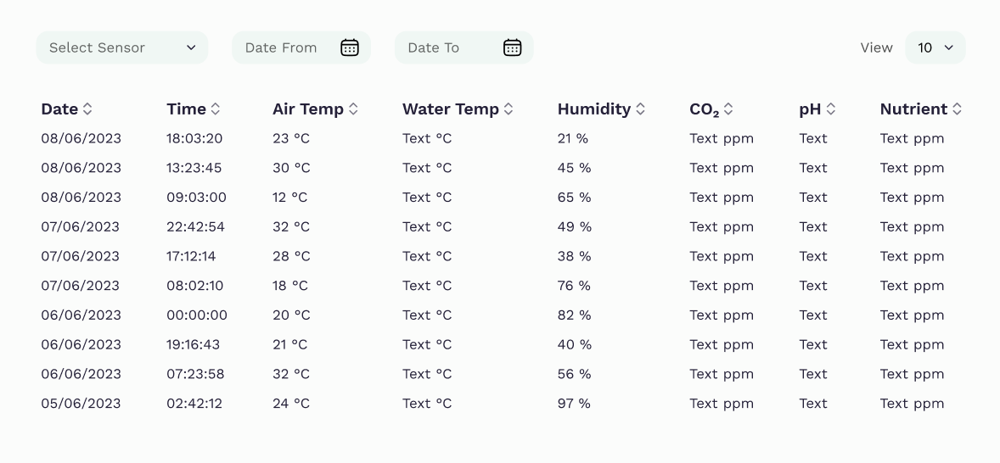 Select Sensor Date From Date To View 10
Date Time Air Temp Water Temp Humidity CO₂ pH Nutrient
08/06/2023 18:03:20 23 °C Text °C 21 % Text ppm Text Text ppm
08/06/2023 13:23:45 30 °C Text °C 45 % Text ppm Text Text ppm
08/06/2023 09:03:00 12 °C Text °C 65 % Text ppm Text Text ppm
07/06/2023 22:42:54 32 °C Text °C 49 % Text ppm Text Text ppm
07/06/2023 17:12:14 28 °C Text °C 38 % Text ppm Text Text ppm
07/06/2023 08:02:10 18 °C Text °C 76 % Text ppm Text Text ppm
06/06/2023 00:00:00 20 °C Text °C 82 % Text ppm Text Text ppm
06/06/2023 19:16:43 21 °C Text °C 40 % Text ppm Text Text ppm
06/06/2023 07:23:58 32 °C Text °C 56 % Text ppm Text Text ppm
05/06/2023 02:42:12 24 °C Text °C 97 % Text ppm Text Text ppm